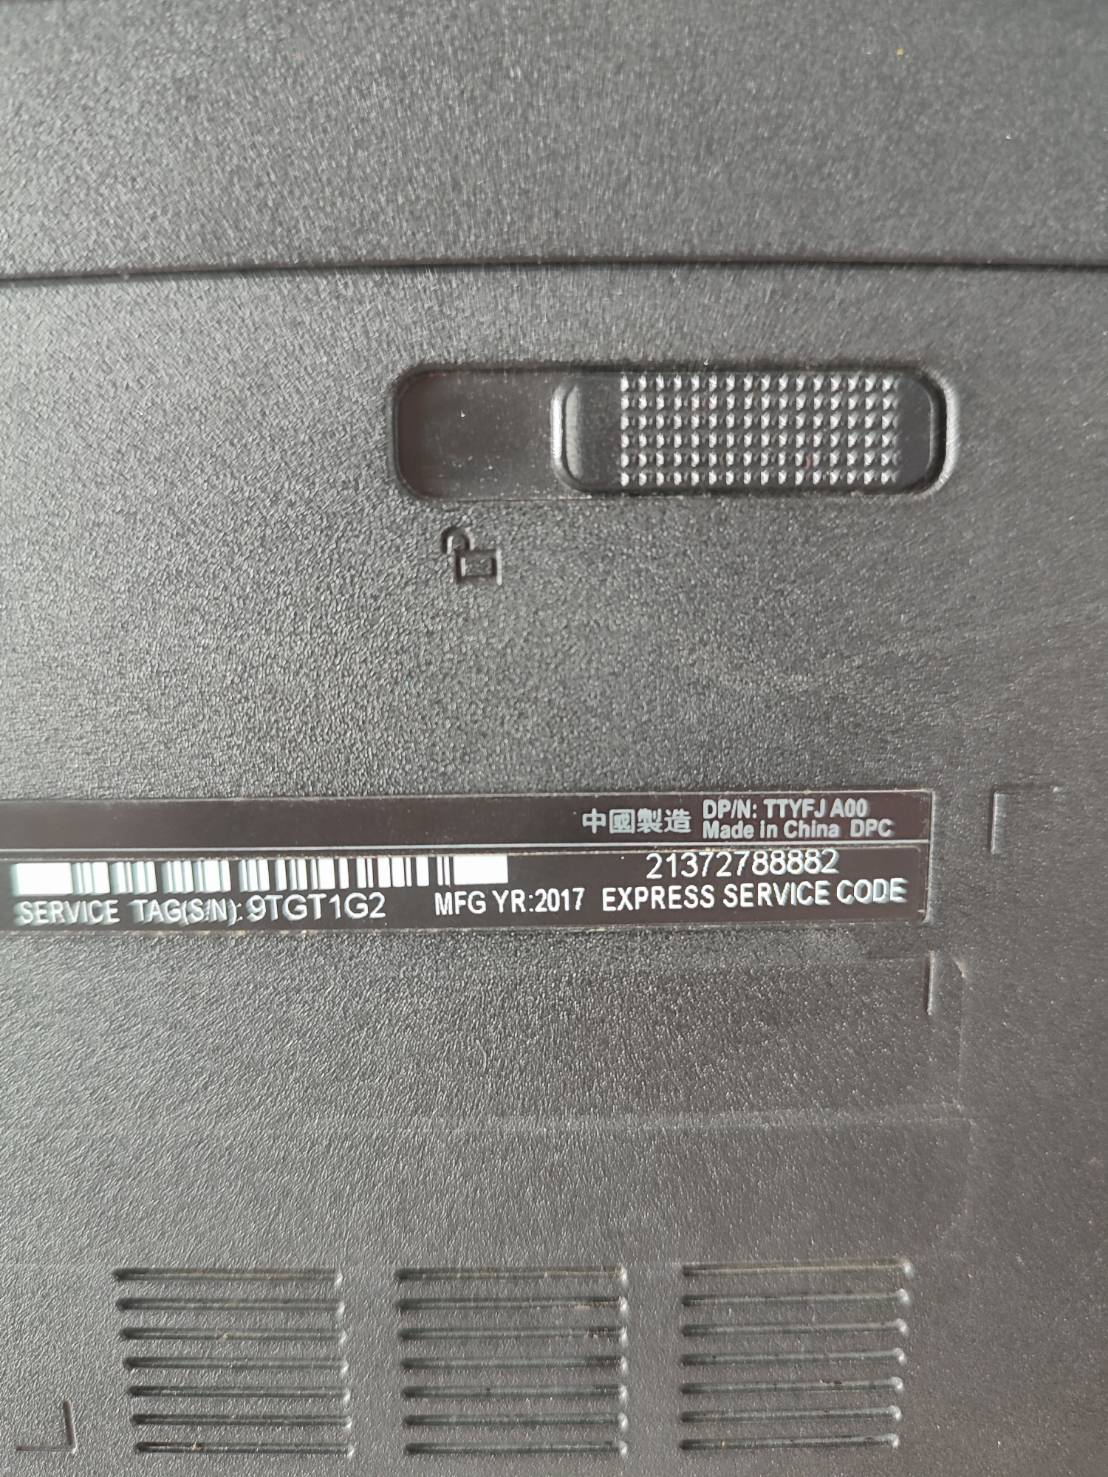 中國製造 DP/N: TTYFJ A00
Made in China DPC
21372788882
SERVICE TAG(S/N): 9TGT1G2 MFG YR:2017 EXPRESS SERVICE CODE